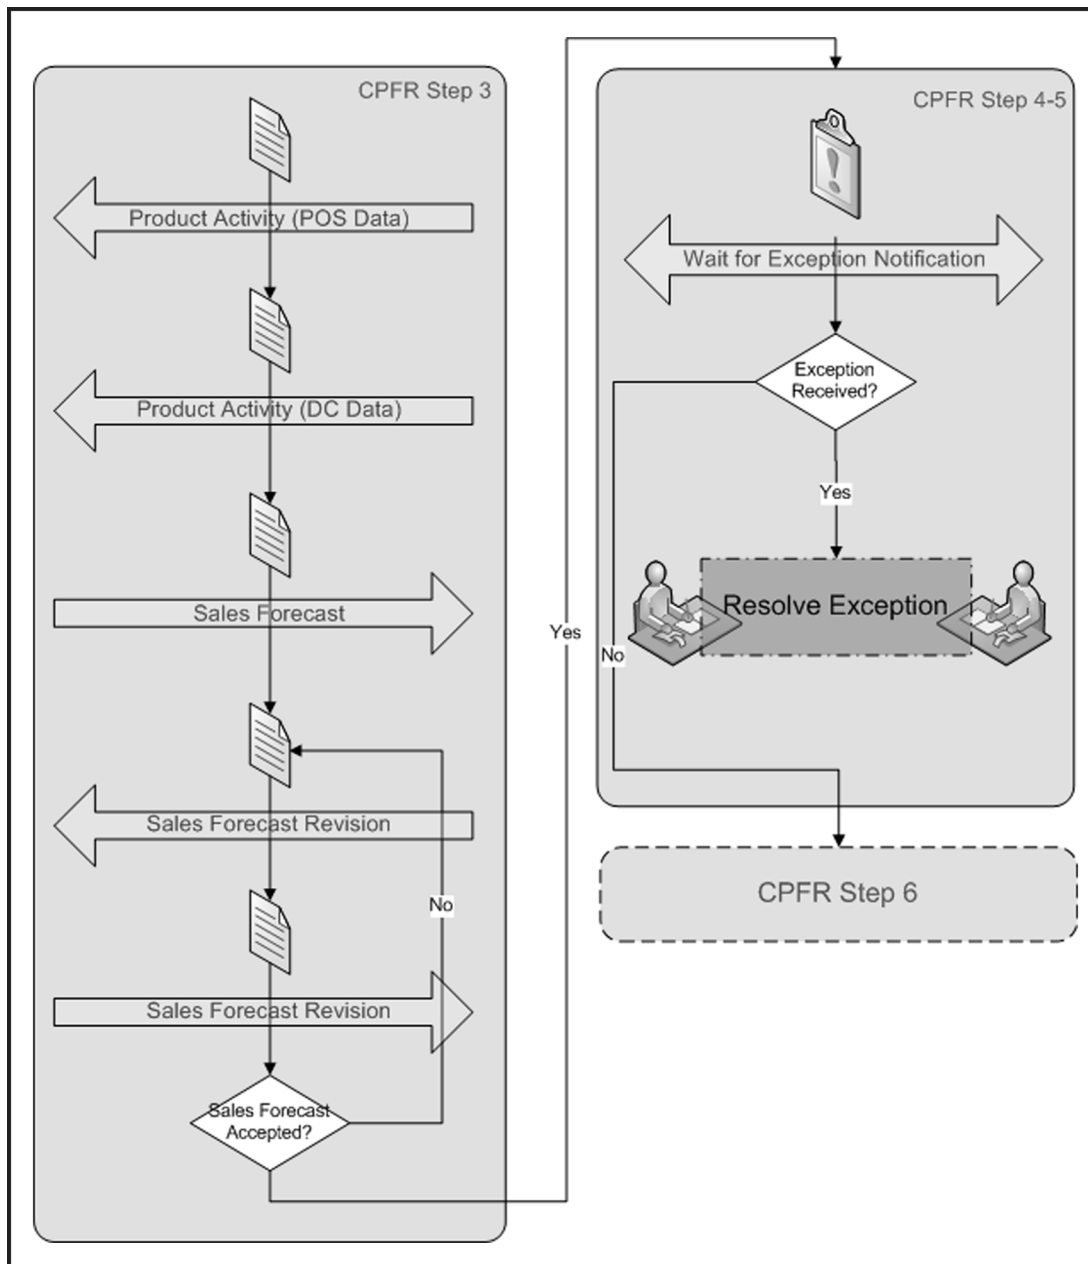 CPFR Step 3
Product Activity (POS Data)
Product Activity (DC Data)
Sales Forecast
Sales Forecast Revision
No
Sales Forecast Revision
Sales Forecast
Accepted?
Yes
CPFR Step 4-5
Wait for Exception Notification
Exception
Received?
Yes
Resolve Exception
No
CPFR Step 6